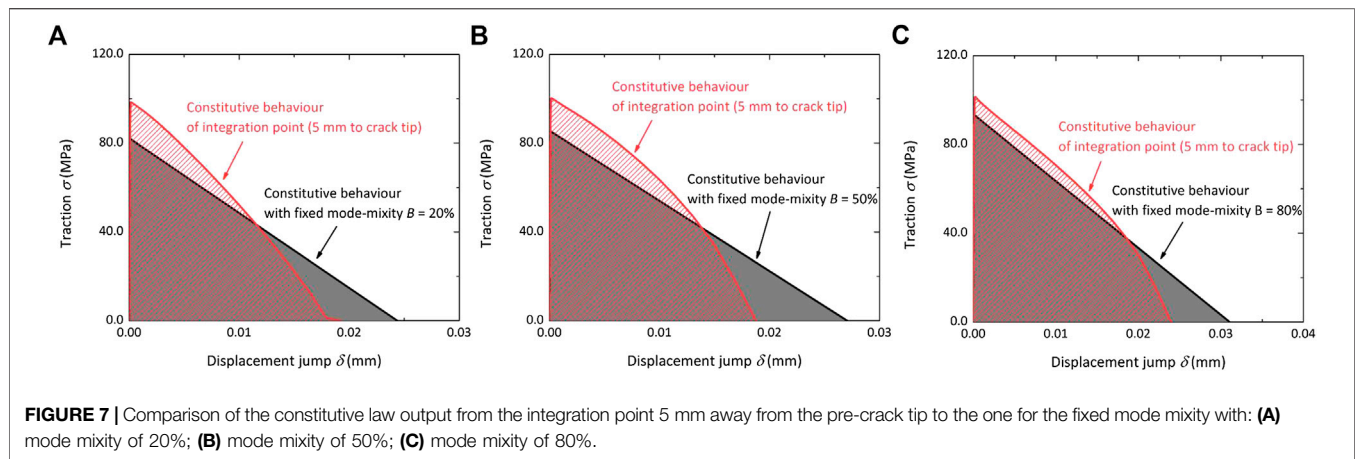 A
120.0
80.0
40.0
0.0
Traction σ (MPa)
Constitutive behaviour
of integration point (5 mm to crack tip)
Constitutive behaviour
with fixed mode-mixity B = 20%
0.00 0.01 0.02 0.03
Displacement jump δ (mm)
B
120.0
80.0
40.0
0.0
Traction σ (MPa)
Constitutive behaviour
of integration point (5 mm to crack tip)
Constitutive behaviour
with fixed mode-mixity B = 50%
0.00 0.01 0.02 0.03
Displacement jump δ (mm)
C
120.0
80.0
40.0
0.0
Traction σ (MPa)
Constitutive behaviour
of integration point (5 mm to crack tip)
Constitutive behaviour
with fixed mode-mixity B = 80%
0.00 0.01 0.02 0.03 0.04
Displacement jump δ (mm)
FIGURE 7 | Comparison of the constitutive law output from the integration point 5 mm away from the pre-crack tip to the one for the fixed mode mixity with: (A)
mode mixity of 20%; (B) mode mixity of 50%; (C) mode mixity of 80%.